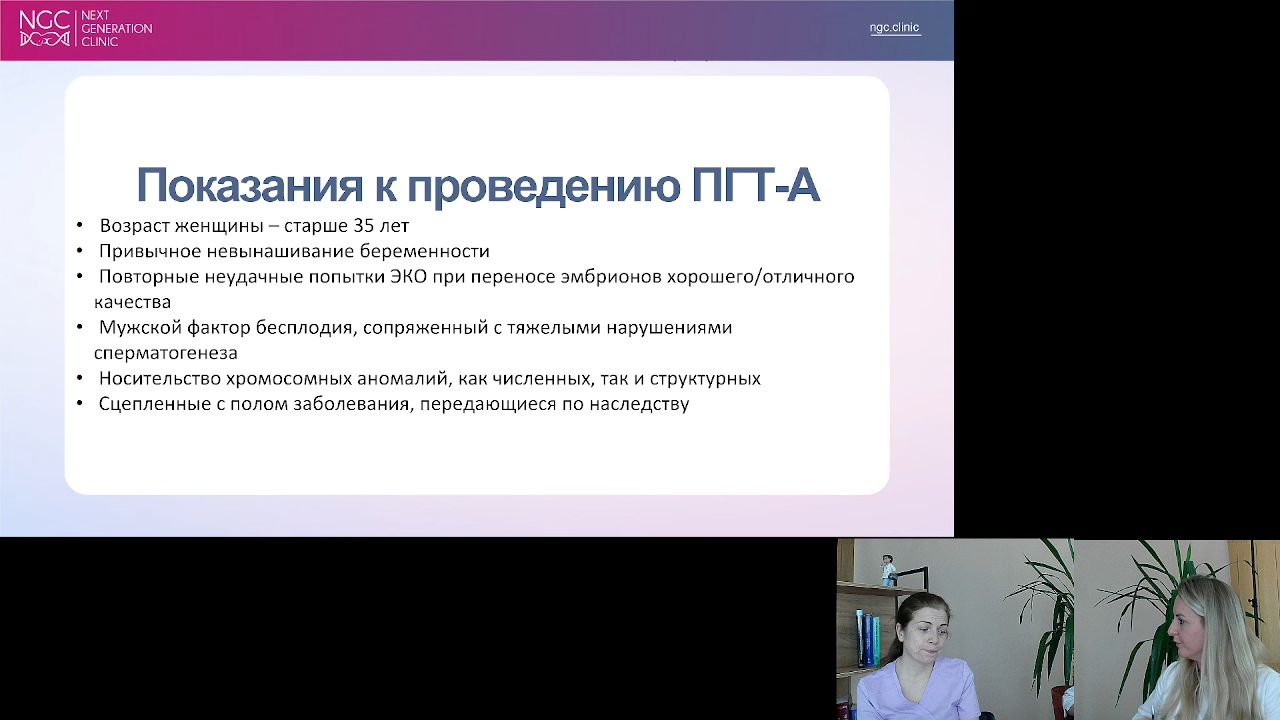 NGC
NEXT
GENERATION
CLINIC
ngc.clinic
Показания к проведению ПГТ-А
• Возраст женщины – старше 35 лет
• Привычное невынашивание беременности
• Повторные неудачные попытки ЭКО при переносе эмбрионов хорошего/отличного
качества
• Мужской фактор бесплодия, сопряженный с тяжелыми нарушениями
сперматогенеза
• Носительство хромосомных аномалий, как численных, так и структурных
• Сцепленные с полом заболевания, передающиеся по наследству